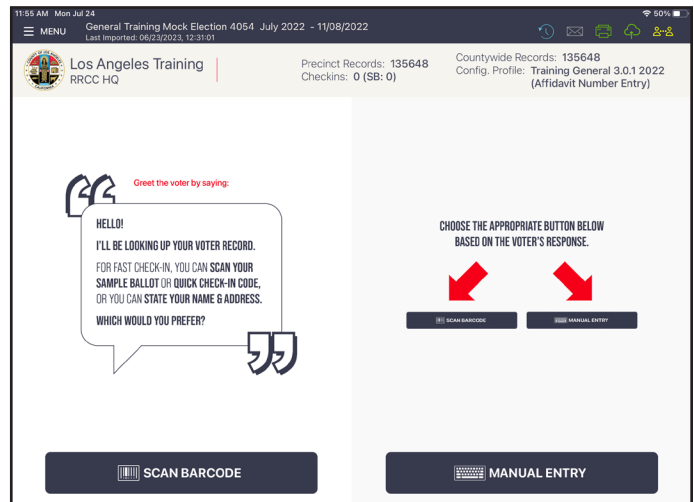 11:55 AM Mon Jul 24
50%
MENU
General Training Mock Election 4054 July 2022 - 11/08/2022
Last Imported: 06/23/2023, 12:31:01
Los Angeles Training
RRCC HQ
Precinct Records: 135648
Checkins: 0 (SB: 0)
Countywide Records: 135648
Config. Profile: Training General 3.0.1 2022
(Affidavit Number Entry)
Greet the voter by saying:
HELLO!
I'LL BE LOOKING UP YOUR VOTER RECORD.
FOR FAST CHECK-IN, YOU CAN SCAN YOUR
SAMPLE BALLOT OR QUICK CHECK-IN CODE,
OR YOU CAN STATE YOUR NAME & ADDRESS.
WHICH WOULD YOU PREFER?
CHOOSE THE APPROPRIATE BUTTON BELOW
BASED ON THE VOTER'S RESPONSE.
SCAN BARCODE
MANUAL ENTRY
SCAN BARCODE
MANUAL ENTRY